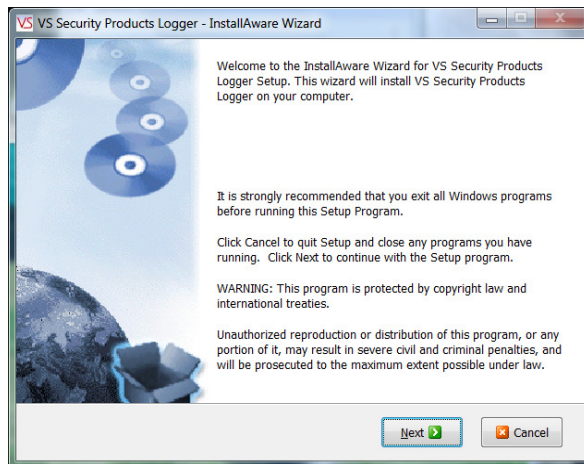 VS VS Security Products Logger - InstallAware Wizard
Welcome to the InstallAware Wizard for VS Security Products
Logger Setup. This wizard will install VS Security Products
Logger on your computer.
It is strongly recommended that you exit all Windows programs
before running this Setup Program.
Click Cancel to quit Setup and close any programs you have
running. Click Next to continue with the Setup program.
WARNING: This program is protected by copyright law and
international treaties.
Unauthorized reproduction or distribution of this program, or any
portion of it, may result in severe civil and criminal penalties, and
will be prosecuted to the maximum extent possible under law.
Next
Cancel